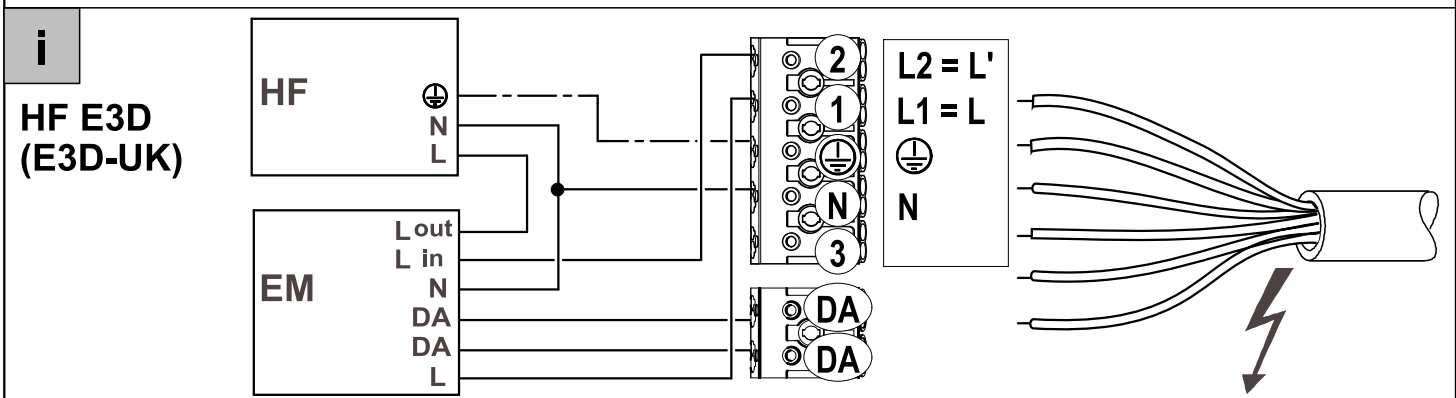 i
HF E3D
(E3D-UK)
HF
N
L
EM
L out
L in
N
DA
DA
L
2
1
N
3
DA
DA
L2 = L'
L1 = L
N